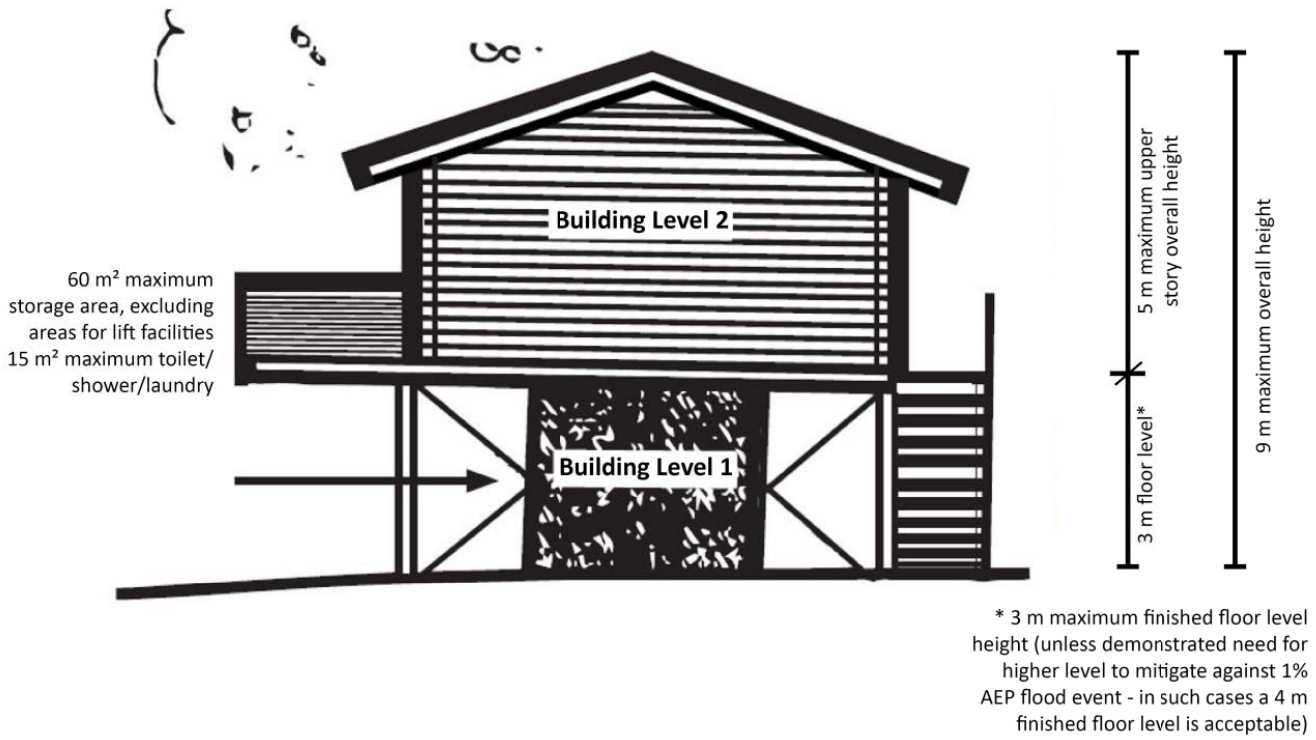 Building Level 2
60 m² maximum
storage area, excluding
areas for lift facilities
15 m² maximum toilet/
shower/laundry
Building Level 1
5 m maximum upper
story overall height
3 m floor level*
9 m maximum overall height
* 3 m maximum finished floor level
height (unless demonstrated need for
higher level to mitigate against 1%
AEP flood event - in such cases a 4 m
finished floor level is acceptable)